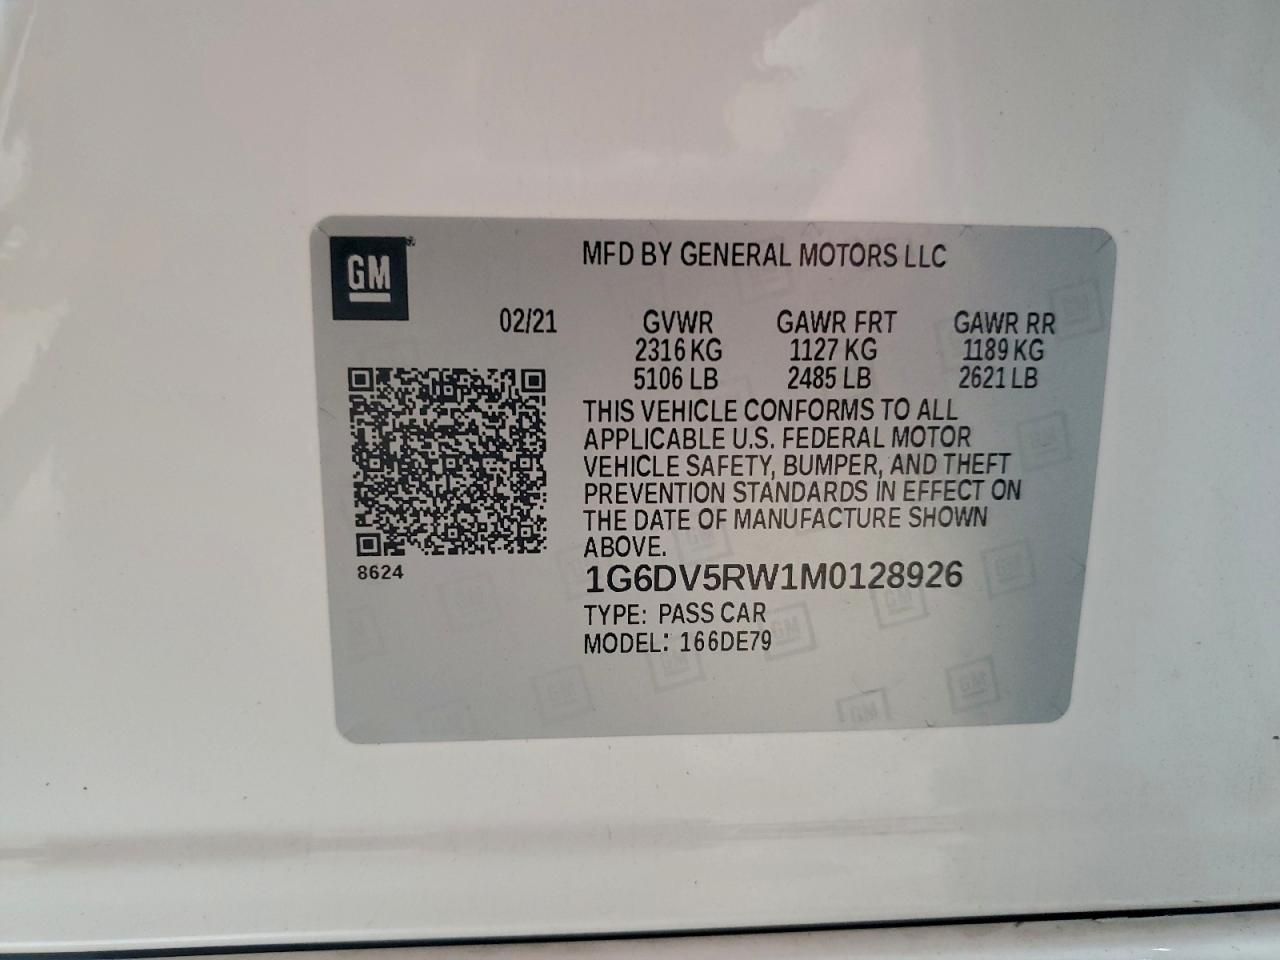 GM
MFD BY GENERAL MOTORS LLC
02/21 GVWR GAWR FRT GAWR RR
2316 KG 1127 KG 1189 KG
5106 LB 2485 LB 2621 LB
THIS VEHICLE CONFORMS TO ALL
APPLICABLE U.S. FEDERAL MOTOR
VEHICLE SAFETY, BUMPER, AND THEFT
PREVENTION STANDARDS IN EFFECT ON
THE DATE OF MANUFACTURE SHOWN
ABOVE.
8624
1G6DV5RW1M0128926
TYPE: PASS CAR
MODEL: 166DE79